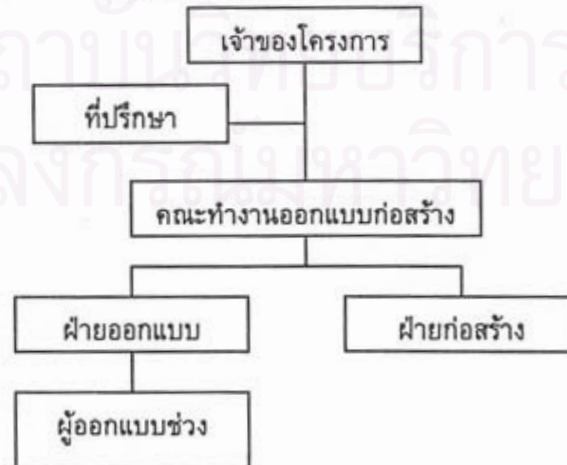 เจ้าของโครงการ
ที่ปรึกษา
คณะทำงานออกแบบก่อสร้าง
ฝ่ายออกแบบ
ฝ่ายก่อสร้าง
ผู้ออกแบบช่วง